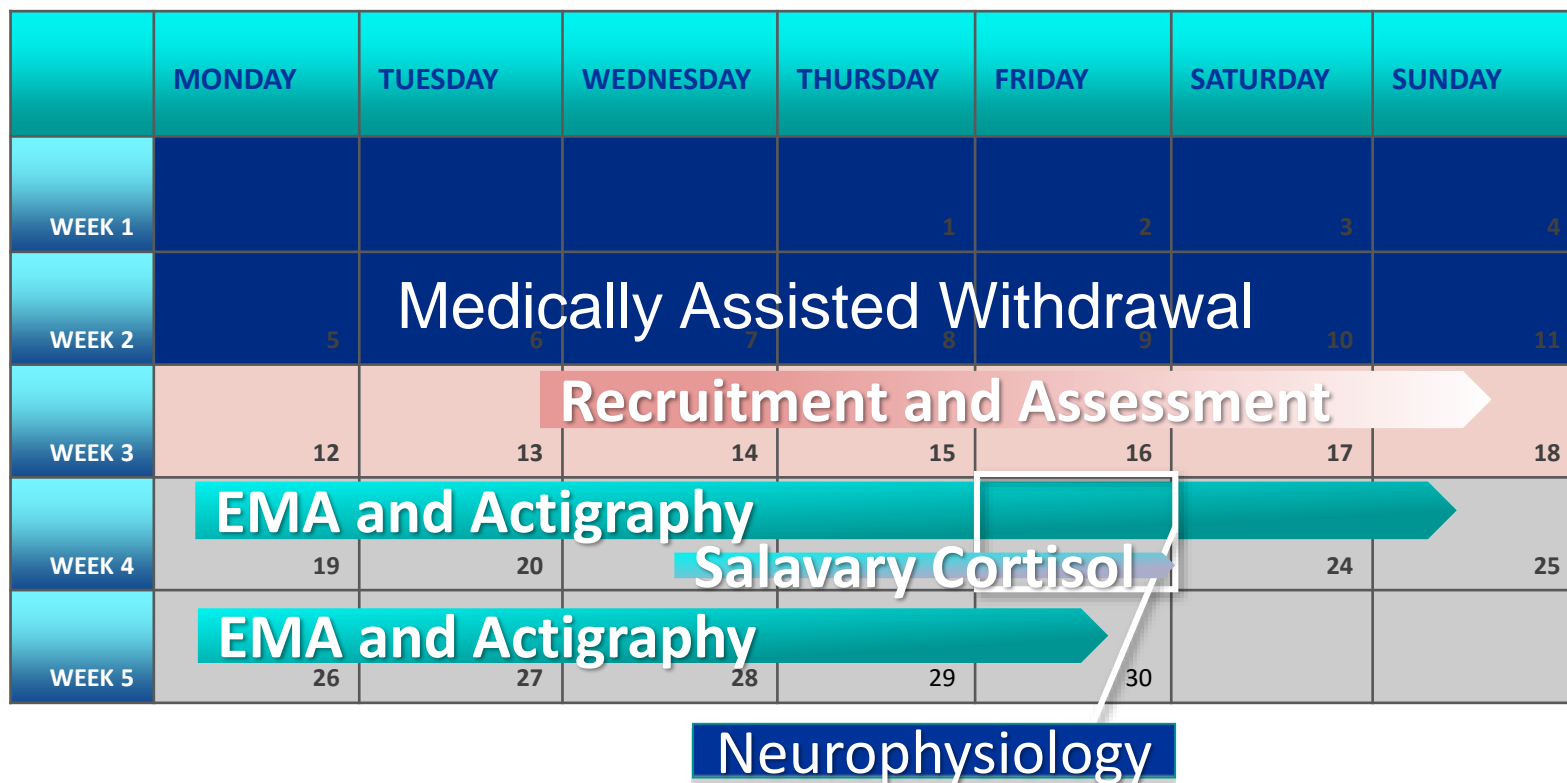 MONDAY TUESDAY WEDNESDAY THURSDAY FRIDAY SATURDAY SUNDAY
WEEK 1 1 2 3 4
Medically Assisted Withdrawal
WEEK 2 5 6 7 8 9 10 11
Recruitment and Assessment
WEEK 3 12 13 14 15 16 17 18
EMA and Actigraphy
Salavary Cortisol
WEEK 4 19 20 24 25
EMA and Actigraphy
WEEK 5 26 27 28 29 30
Neurophysiology